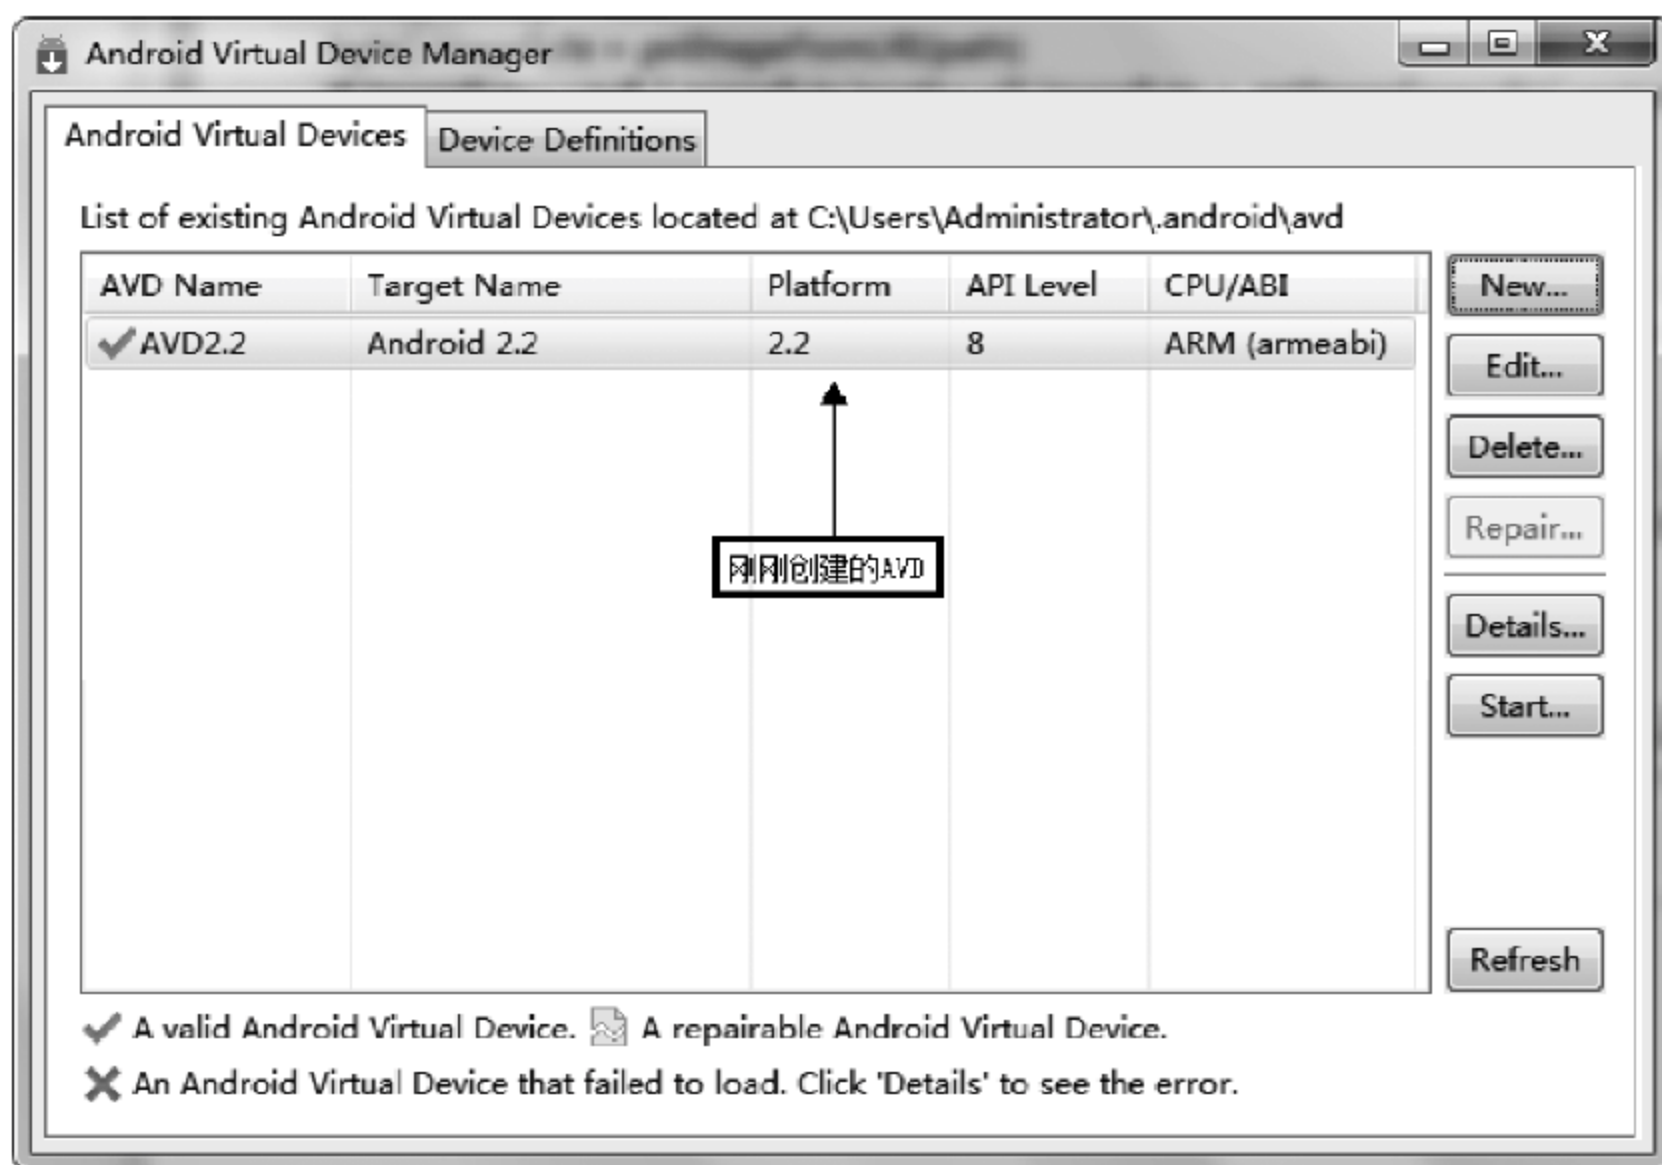 Android Virtual Device Manager
Android Virtual Devices
Device Definitions
List of existing Android Virtual Devices located at C:\Users\Administrator\.android\avd
AVD Name Target Name Platform API Level CPU/ABI
AVD2.2 Android 2.2 2.2 8 ARM (armeabi)
刚刚创建的AVD
New...
Edit...
Delete...
Repair...
Details...
Start...
Refresh
A valid Android Virtual Device. A repairable Android Virtual Device.
An Android Virtual Device that failed to load. Click 'Details' to see the error.